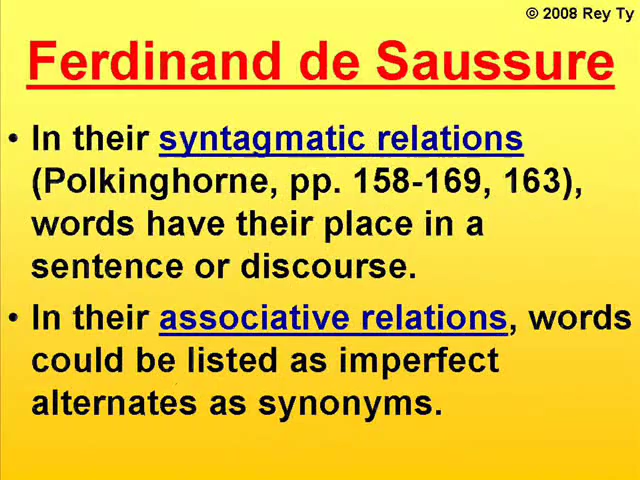 © 2008 Rey Ty
Ferdinand de Saussure
• In their syntagmatic relations
(Polkinghorne, pp. 158-169, 163),
words have their place in a
sentence or discourse.
• In their associative relations, words
could be listed as imperfect
alternates as synonyms.